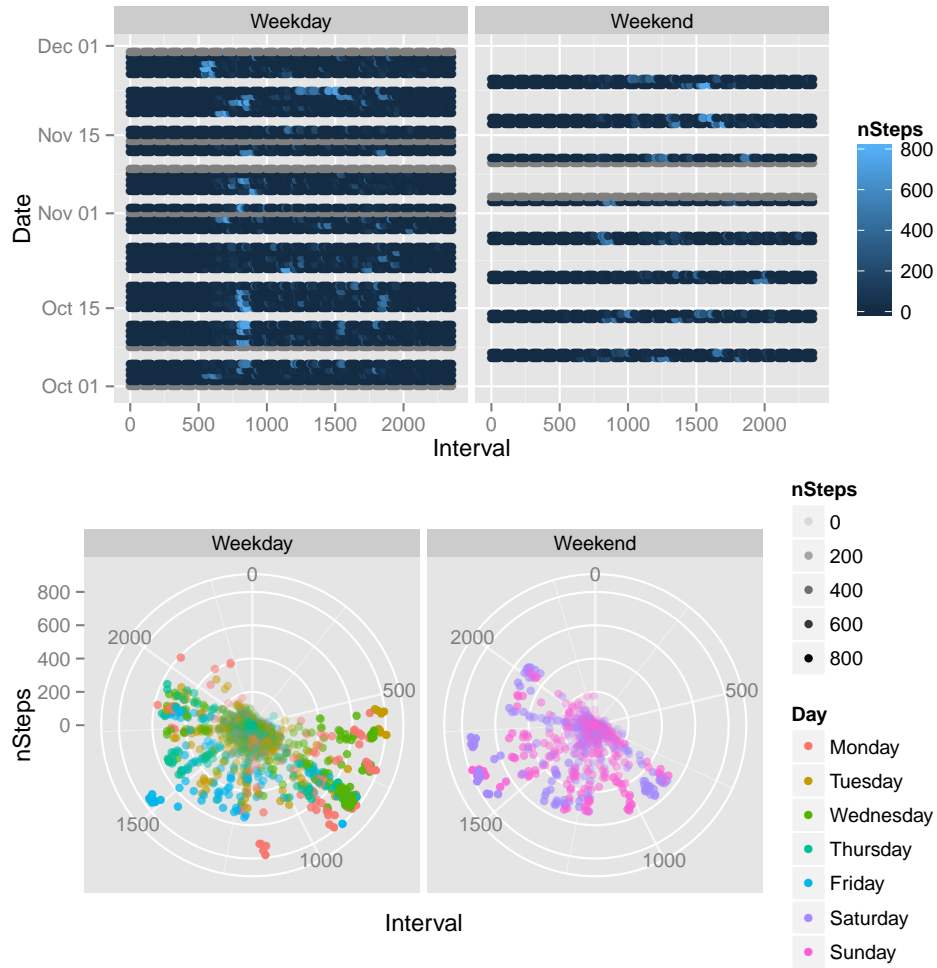 Weekday
Weekend
Dec 01
Nov 15
Nov 01
Oct 15
Oct 01
Date
0 500 1000 1500 2000
0 500 1000 1500 2000
Interval
nSteps
800
600
400
200
0
Weekday
Weekend
nSteps
800
600
400
200
0
0
500
1000
1500
2000
0
500
1000
1500
2000
Interval
nSteps
0
200
400
600
800
Day
Monday
Tuesday
Wednesday
Thursday
Friday
Saturday
Sunday